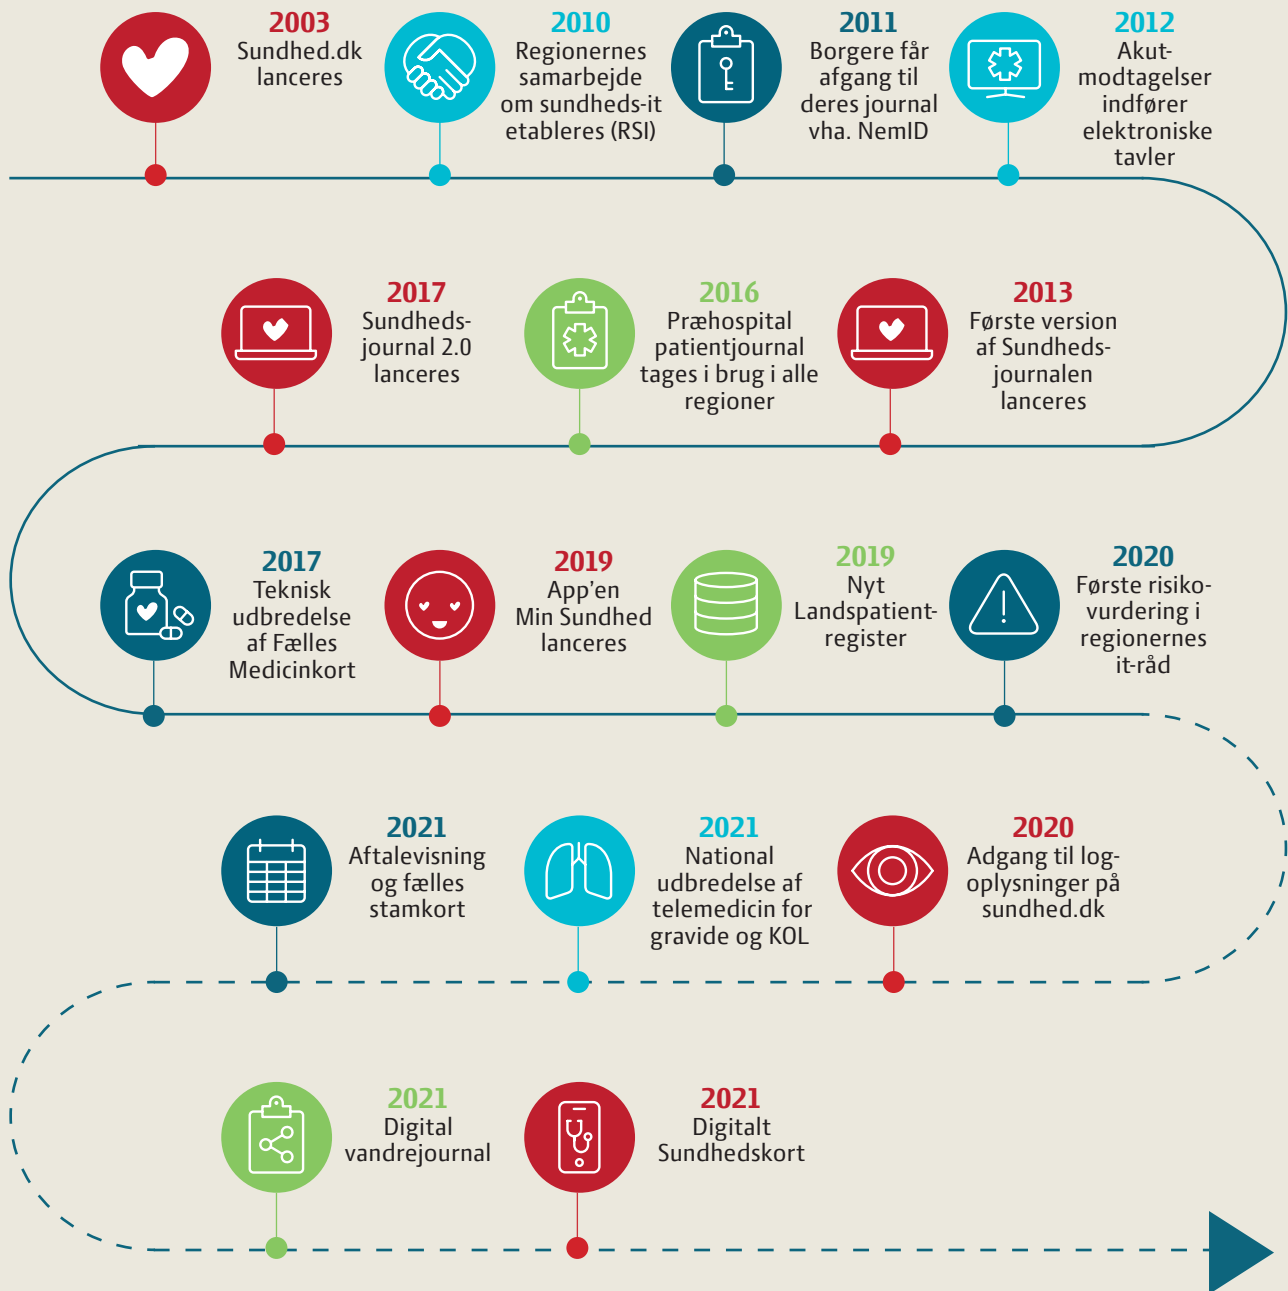 2003
Sundhed.dk
lanceres
2010
Regionernes
samarbejde
om sundheds-it
etableres (RSI)
2011
Borgere får
afgang til
deres journal
vha. NemID
2012
Akut-
modtagelser
indfører
elektroniske
tavler
2017
Sundheds-
journal 2.0
lanceres
2016
Præhospital
patientjournal
tages i brug i alle
regioner
2013
Første version
af Sundheds-
journalen
lanceres
2017
Teknisk
udbredelse
af Fælles
Medicinkort
2019
App'en
Min Sundhed
lanceres
2019
Nyt
Landspatient-
register
2020
Første risiko-
vurdering i
regionernes
it-råd
2021
Aftalevisning
og fælles
stamkort
2021
National
udbredelse af
telemedicin for
gravide og KOL
2020
Adgang til log-
oplysninger på
sundhed.dk
2021
Digital
vandrejournal
2021
Digitalt
Sundhedskort